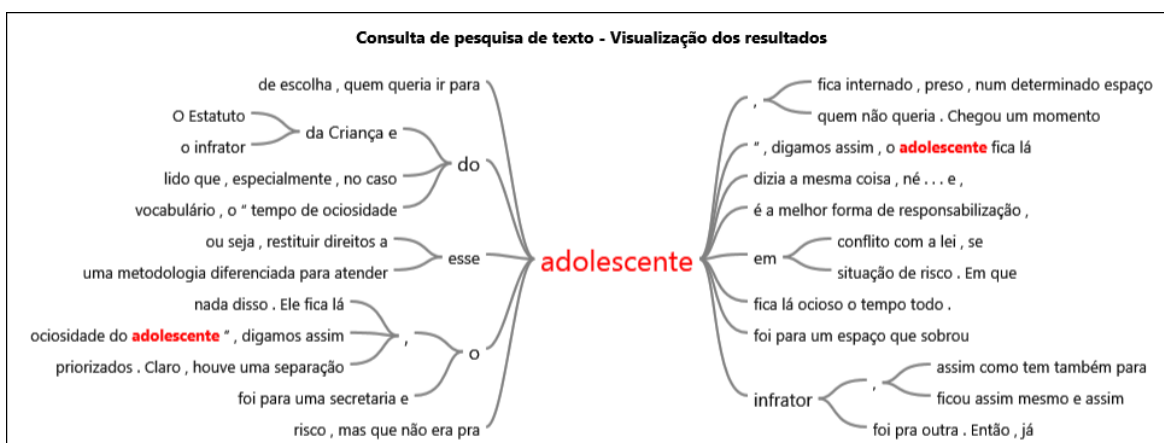 Consulta de pesquisa de texto - Visualização dos resultados
de escolha , quem queria ir para
O Estatuto
o infrator
da Criança e
lido que , especialmente , no caso
vocabulário , o " tempo de ociosidade
do
ou seja , restituir direitos a
uma metodologia diferenciada para atender
esse
nada disso . Ele fica lá
ociosidade do adolescente " , digamos assim
priorizados . Claro , houve uma separação
,
foi para uma secretaria e
o
risco , mas que não era pra
adolescente
,
fica internado , preso , num determinado espaço
quem não queria . Chegou um momento
" , digamos assim , o adolescente fica lá
dizia a mesma coisa , né . . . e ,
é a melhor forma de responsabilização ,
em
conflito com a lei , se
situação de risco . Em que
fica lá ocioso o tempo todo .
foi para um espaço que sobrou
infrator
,
assim como tem também para
ficou assim mesmo e assim
foi pra outra . Então , já